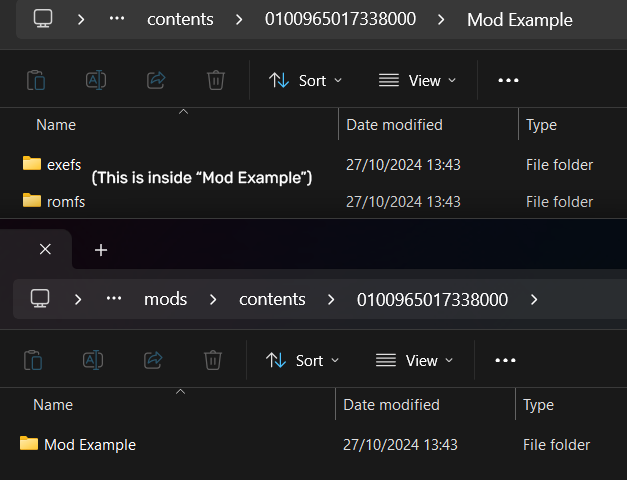 contents 0100965017338000 Mod Example
Sort View
Name Date modified Type
exefs 27/10/2024 13:43 File folder
(This is inside “Mod Example”)
romfs 27/10/2024 13:43 File folder
mods contents 0100965017338000
Sort View
Name Date modified Type
Mod Example 27/10/2024 13:43 File folder